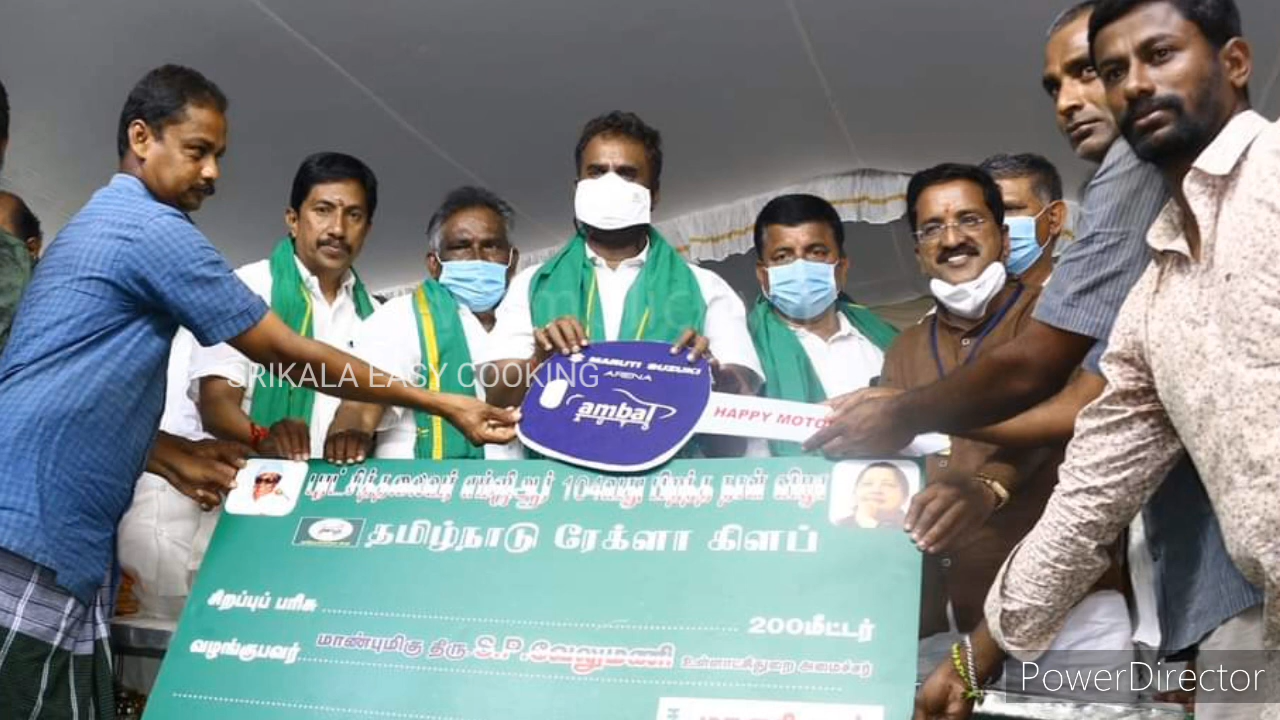 SRIKALA EASY COOKING
MARUTI SUZUKI
ARENA
ambal
HAPPY MOTO
புரட்சித்தலைவர் எம்ஜிஆர் 104வது பிறந்த நாள் விழா
தமிழ்நாடு ரேக்ளா கிளப்
சிறப்புப் பரிசு
200மீட்டர்
வழங்குபவர் மாண்புமிகு திரு S.P.வேலுமணி உள்ளாட்சித்துறை அமைச்சர்
PowerDirector